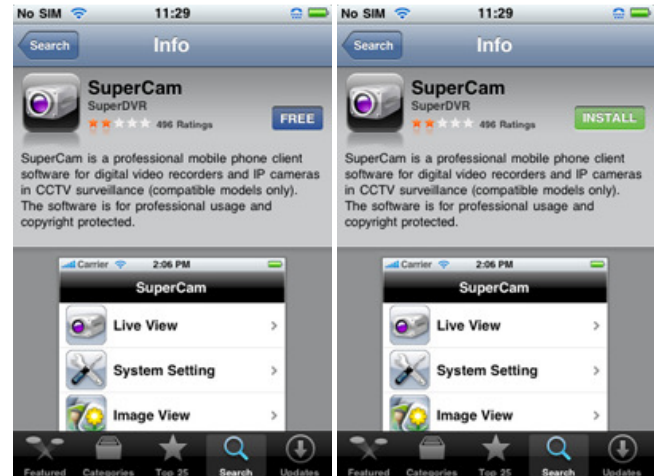 No SIM 11:29
Search Info
SuperCam
SuperDVR
496 Ratings
FREE
SuperCam is a professional mobile phone client
software for digital video recorders and IP cameras
in CCTV surveillance (compatible models only).
The software is for professional usage and
copyright protected.
Carrier 2:06 PM
SuperCam
Live View
System Setting
Image View
Featured Categories Top 25 Search Updates
No SIM 11:29
Search Info
SuperCam
SuperDVR
496 Ratings
INSTALL
SuperCam is a professional mobile phone client
software for digital video recorders and IP cameras
in CCTV surveillance (compatible models only).
The software is for professional usage and
copyright protected.
Carrier 2:06 PM
SuperCam
Live View
System Setting
Image View
Featured Categories Top 25 Search Updates